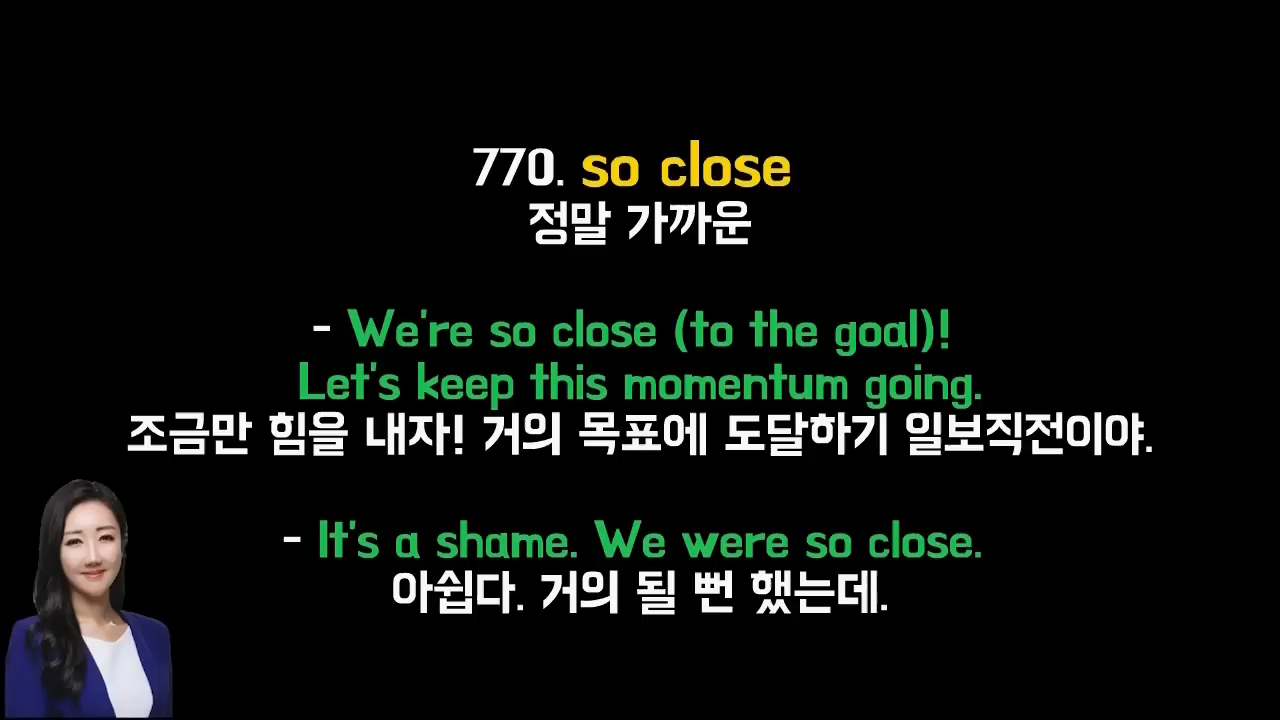 770. so close
정말 가까운
- We're so close (to the goal)!
Let's keep this momentum going.
조금만 힘을 내자! 거의 목표에 도달하기 일보직전이야.
- It's a shame. We were so close.
아쉽다. 거의 될 뻔 했는데.